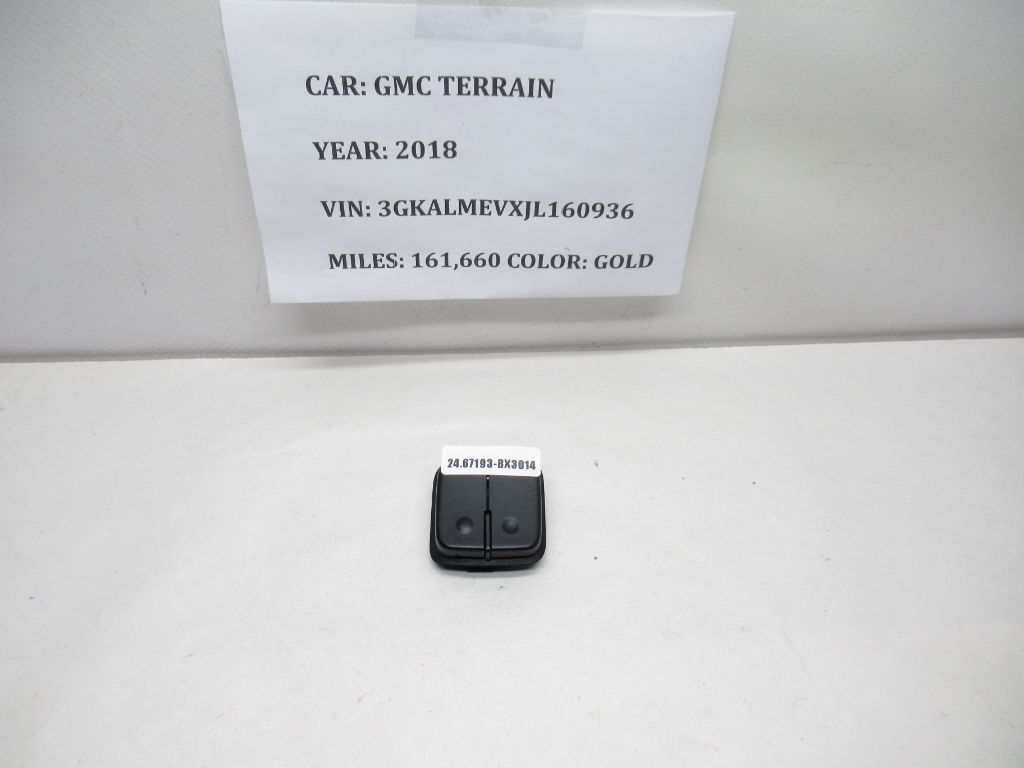 CAR: GMC TERRAIN
YEAR: 2018
VIN: 3GKALMEVXJL160936
MILES: 161,660 COLOR: GOLD
24.67193-BX3014